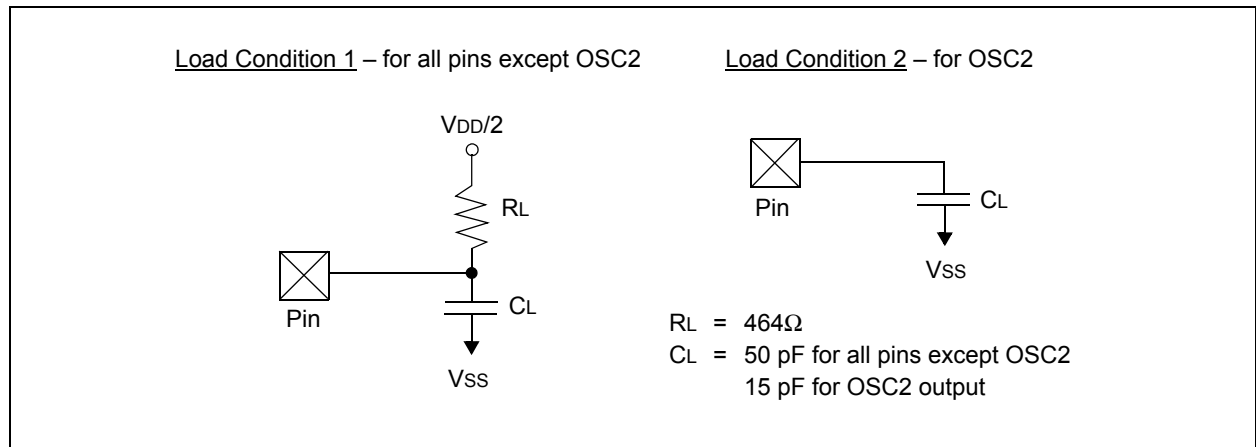 Load Condition 1 – for all pins except OSC2
VDD/2
RL
Pin
CL
VSS
Load Condition 2 – for OSC2
Pin
CL
VSS
RL = 464Ω
CL = 50 pF for all pins except OSC2
15 pF for OSC2 output